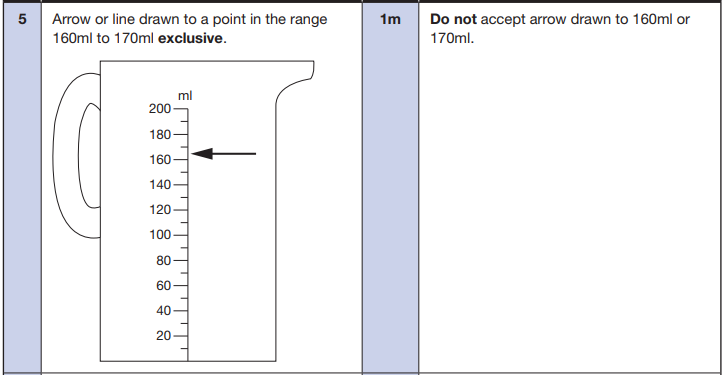 5
Arrow or line drawn to a point in the range
160ml to 170ml exclusive.
ml
200
180
160
140
120
100
80
60
40
20
1m
Do not accept arrow drawn to 160ml or
170ml.